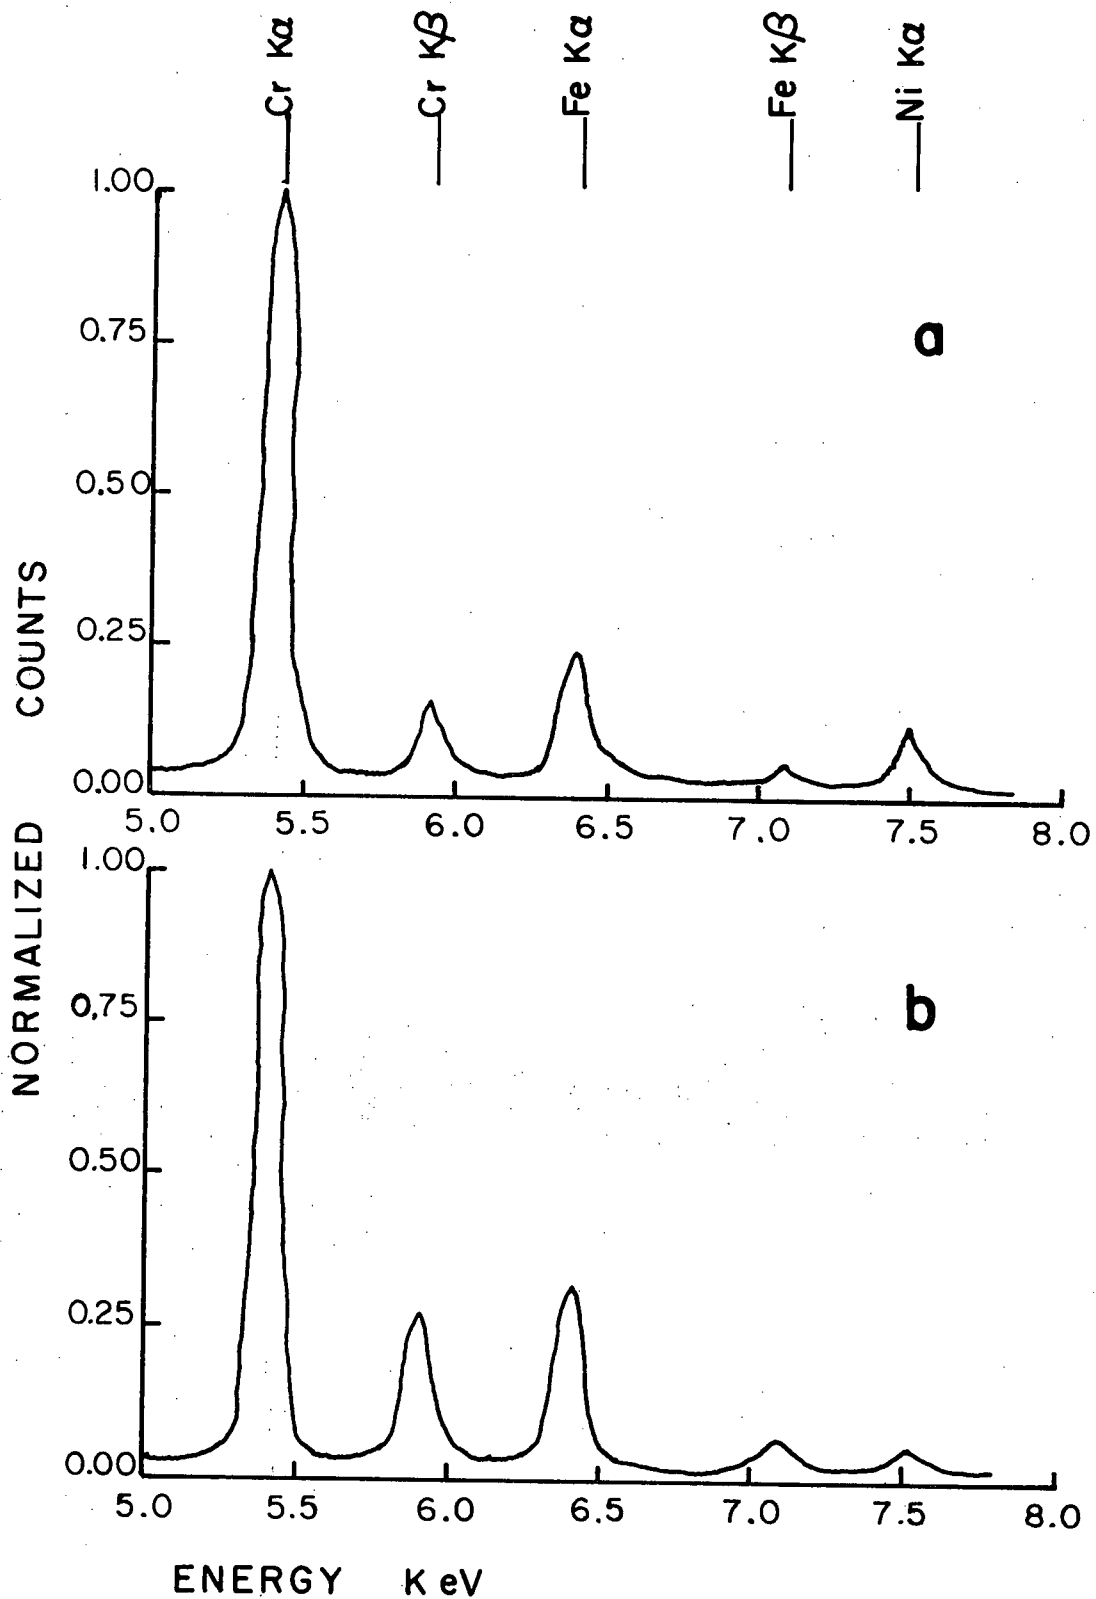 Cr Kα
Cr Kβ
Fe Kα
Fe Kβ
Ni Kα
1.00
0.75
0.50
0.25
0.00
a
5.0 5.5 6.0 6.5 7.0 7.5 8.0
NORMALIZED COUNTS
1.00
0,75
0.50
0.25
0.00
b
5.0 5.5 6.0 6.5 7.0 7.5 8.0
ENERGY KeV